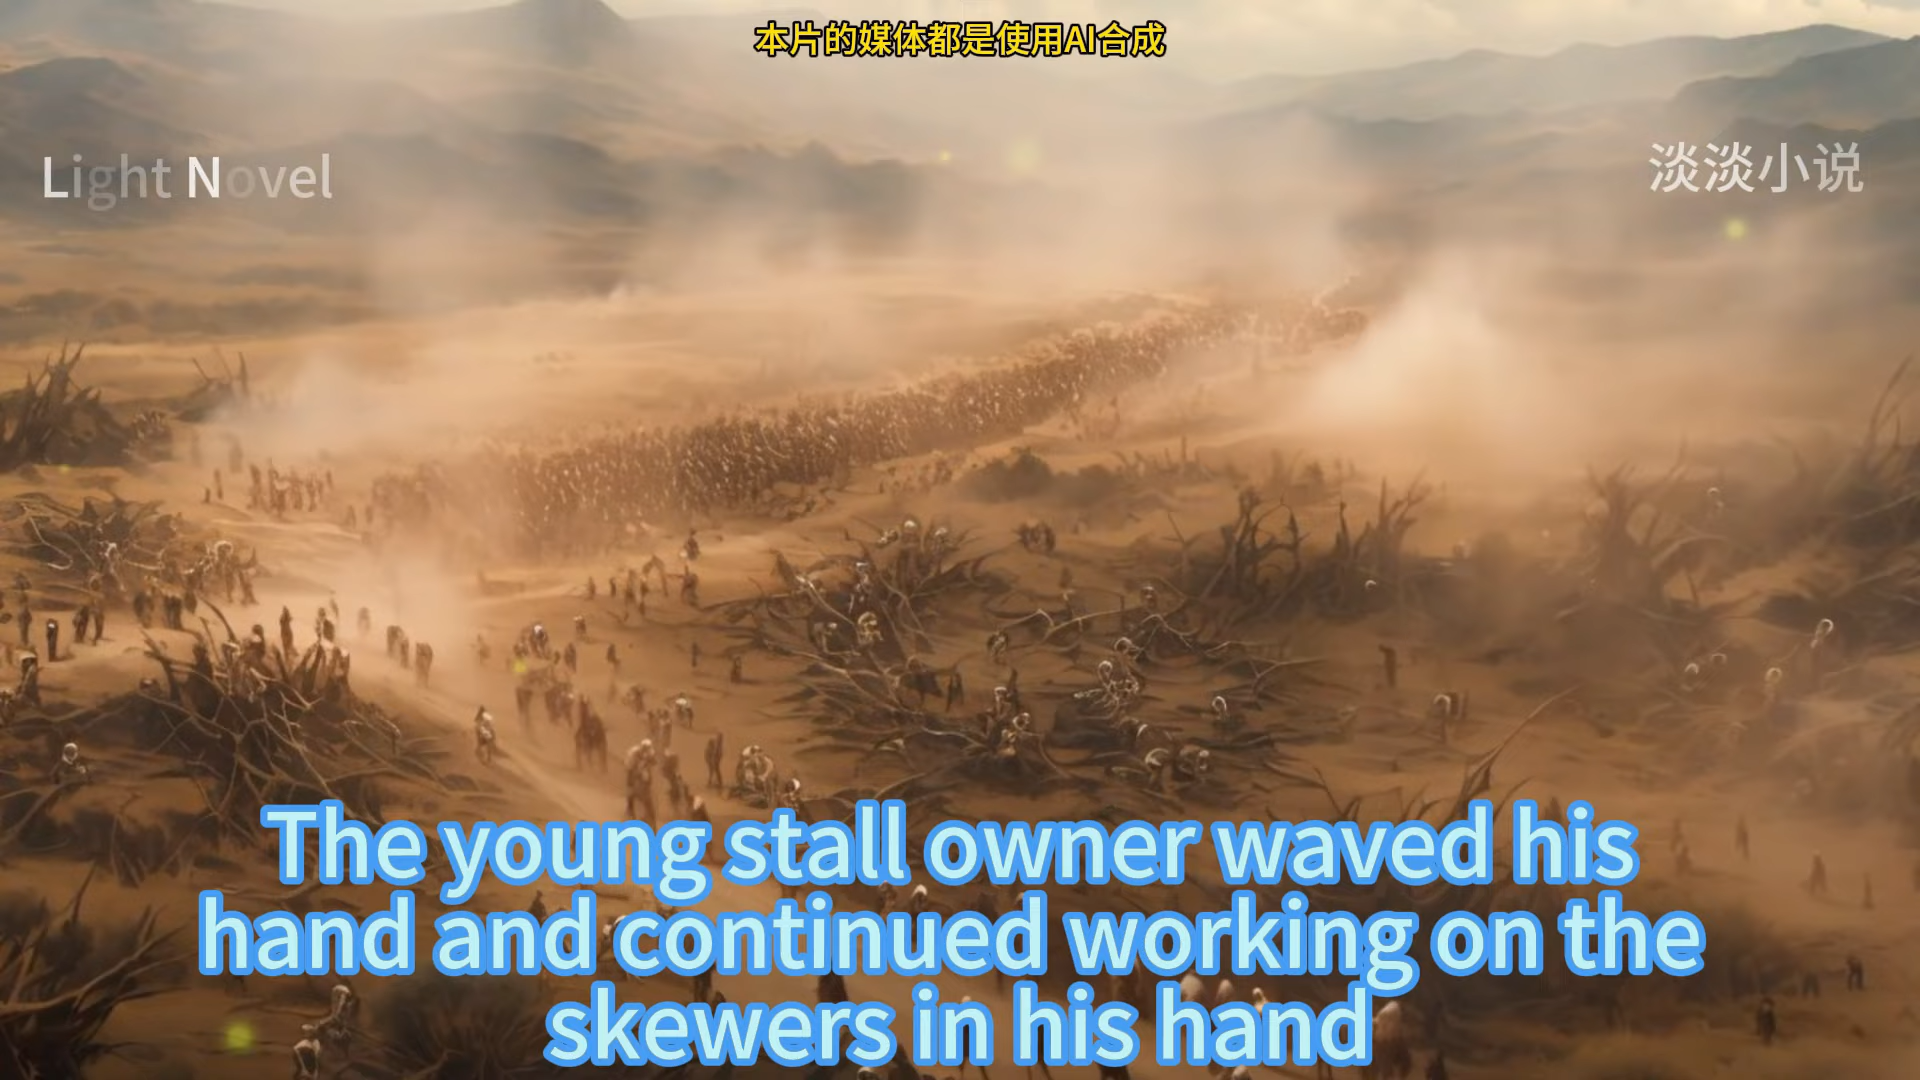 本片的媒体都是使用AI合成
Light Novel
淡淡小说
The young stall owner waved his
hand and continued working on the
skewers in his hand